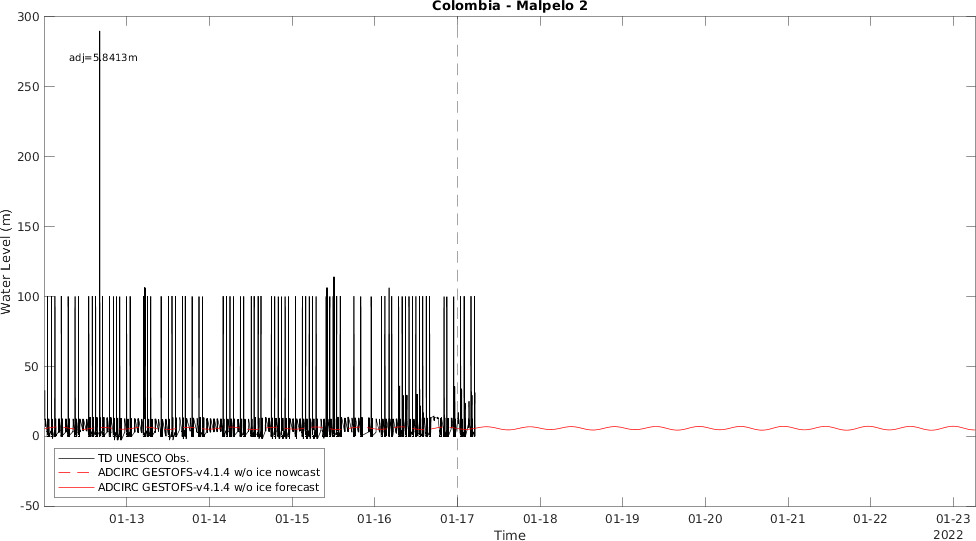 Colombia - Malpelo 2
300
250
200
150
100
50
0
-50
Water Level (m)
adj=5.8413m
TD UNESCO Obs.
ADCIRC GESTOFS-v4.1.4 w/o ice nowcast
ADCIRC GESTOFS-v4.1.4 w/o ice forecast
01-13 01-14 01-15 01-16 01-17 01-18 01-19 01-20 01-21 01-22 01-23
Time
2022